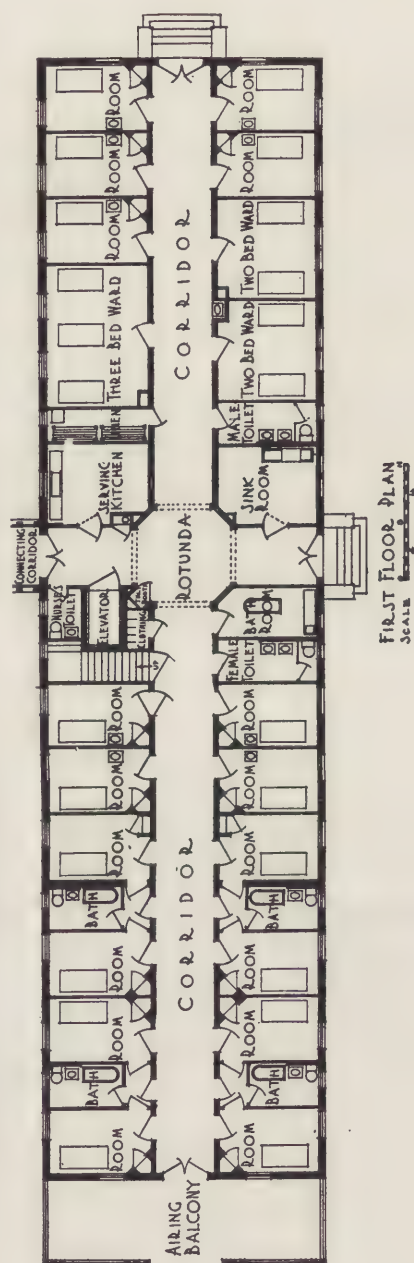 ROOM
ROOM
ROOM
THREE BED WARD
LINEN
SERVING
KITCHEN
CONNECTING
CORRIDOR
NURSES
TOILET
ELEVATOR
CLOTHING
UP
ROOM
ROOM
ROOM
BATH
ROOM
ROOM
BATH
ROOM
CORRIDOR
ROTUNDA
CORRIDOR
AIRING
BALCONY
ROOM
ROOM
TWO BED WARD
TWO BED WARD
MALE
TOILET
SINK
ROOM
BATH
ROOM
FEMALE
TOILET
ROOM
ROOM
ROOM
BATH
ROOM
ROOM
BATH
ROOM
FIRST FLOOR PLAN
SCALE